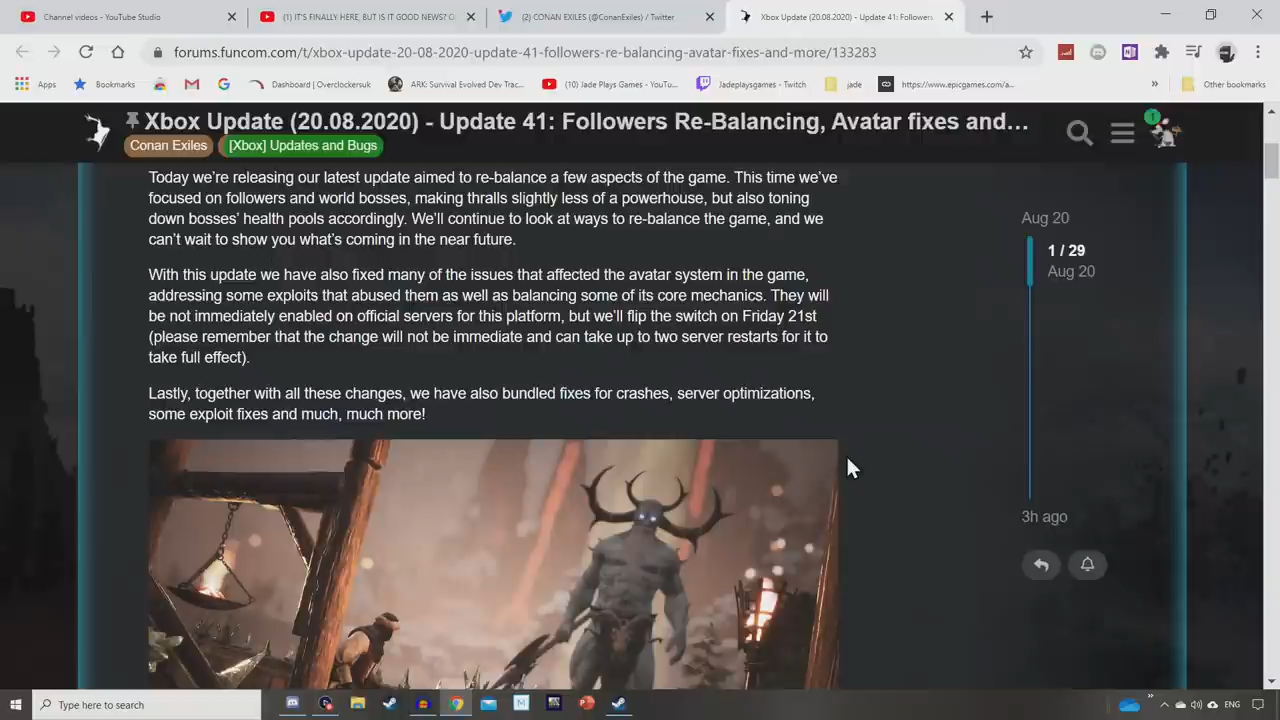 Channel videos - YouTube Studio
(1) IT'S FINALLY HERE, BUT IS IT GOOD NEWS? C
(2) CONAN EXILES (@ConanExiles) / Twitter
Xbox Update (20.08.2020) - Update 41: Followers
forums.funcom.com/t/xbox-update-20-08-2020-update-41-followers-re-balancing-avatar-fixes-and-more/133283
Apps
Bookmarks
Dashboard | Overclockersuk
ARK: Survival Evolved Dev Trac...
(10) Jade Plays Games - YouTu...
Jadeplaysgames - Twitch
jade
https://www.epicgames.com/a...
»
Other bookmarks
Xbox Update (20.08.2020) - Update 41: Followers Re-Balancing, Avatar fixes and...
Conan Exiles
[Xbox] Updates and Bugs
1
Today we're releasing our latest update aimed to re-balance a few aspects of the game. This time we've
focused on followers and world bosses, making thralls slightly less of a powerhouse, but also toning
down bosses' health pools accordingly. We'll continue to look at ways to re-balance the game, and we
can't wait to show you what's coming in the near future.
With this update we have also fixed many of the issues that affected the avatar system in the game,
addressing some exploits that abused them as well as balancing some of its core mechanics. They will
be not immediately enabled on official servers for this platform, but we'll flip the switch on Friday 21st
(please remember that the change will not be immediate and can take up to two server restarts for it to
take full effect).
Lastly, together with all these changes, we have also bundled fixes for crashes, server optimizations,
some exploit fixes and much, much more!
Aug 20
1 / 29
Aug 20
3h ago
Type here to search
ENG